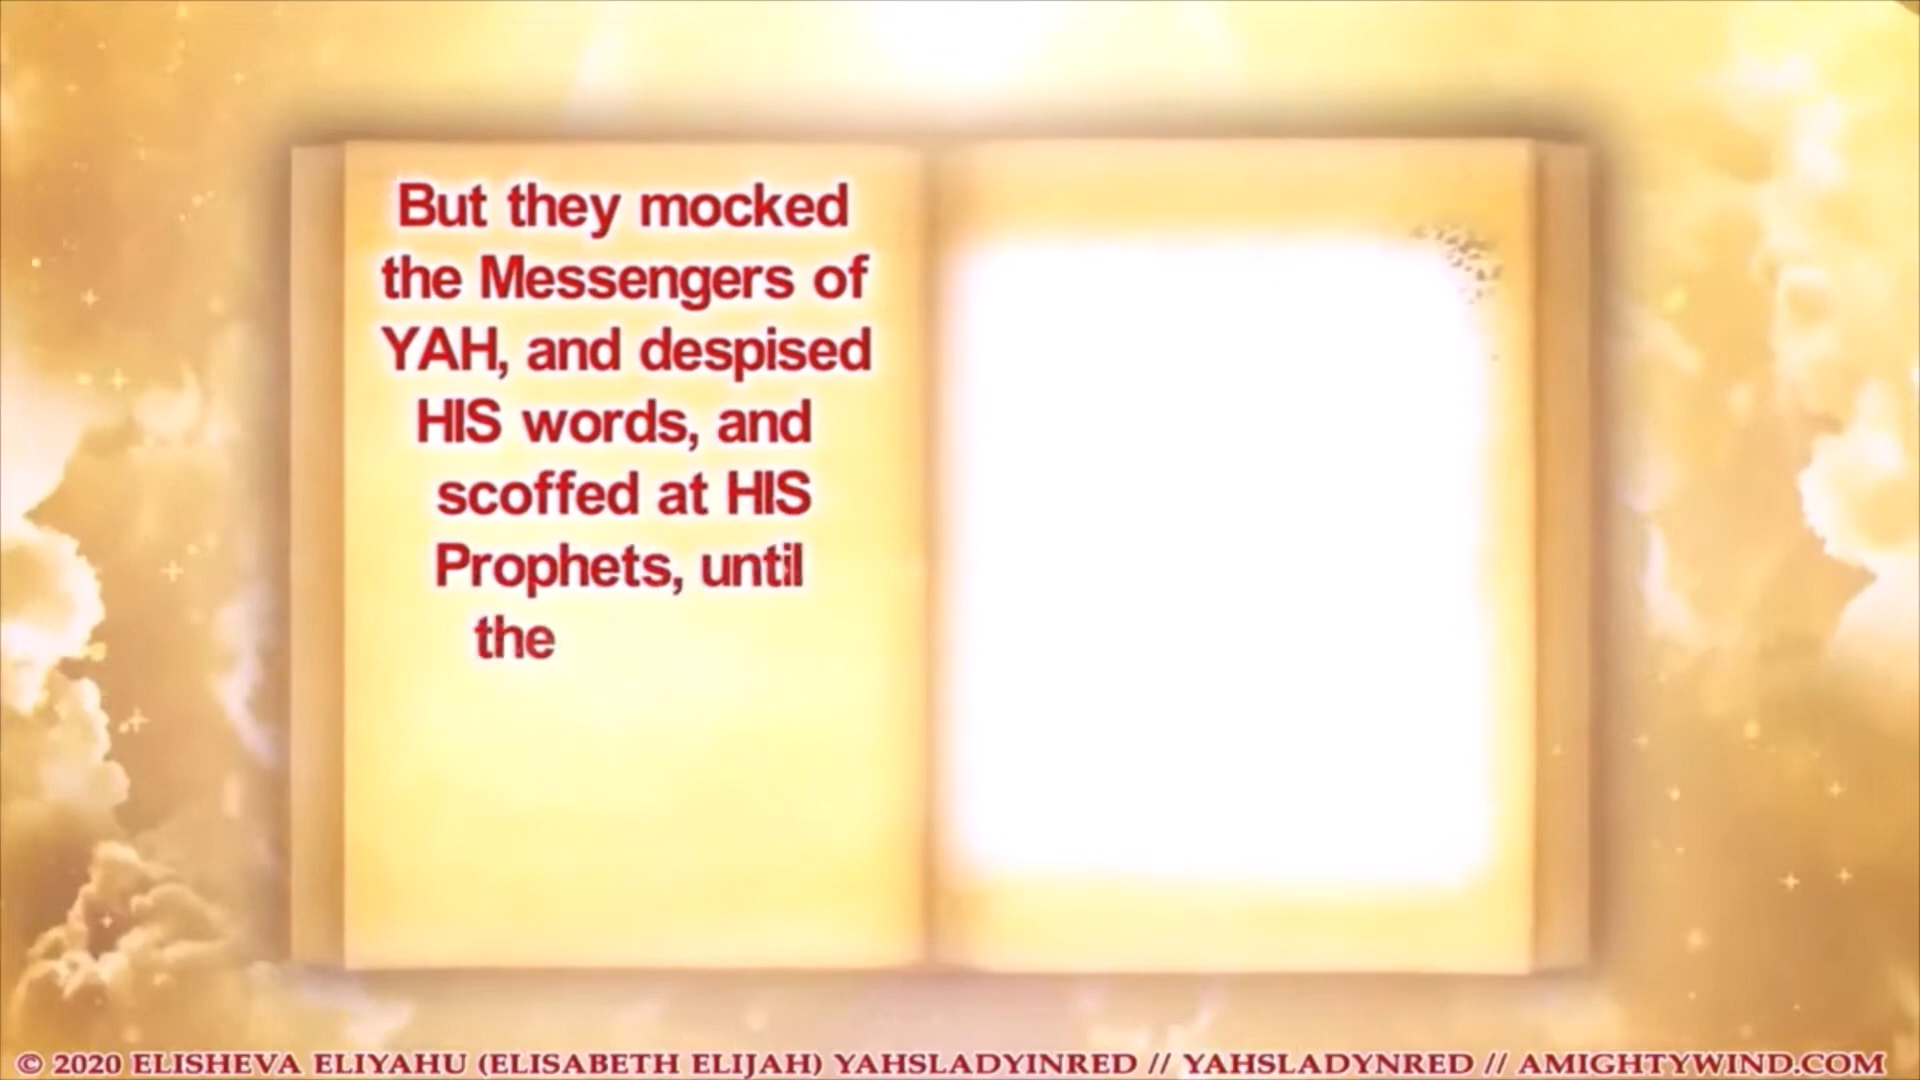 But they mocked
the Messengers of
YAH, and despised
HIS words, and
scoffed at HIS
Prophets, until
the
© 2020 ELISHEVA ELIYAHU (ELISABETH ELIJAH) YAHSLADYINRED // YAHSLADYNRED // AMIGHTYWIND.COM